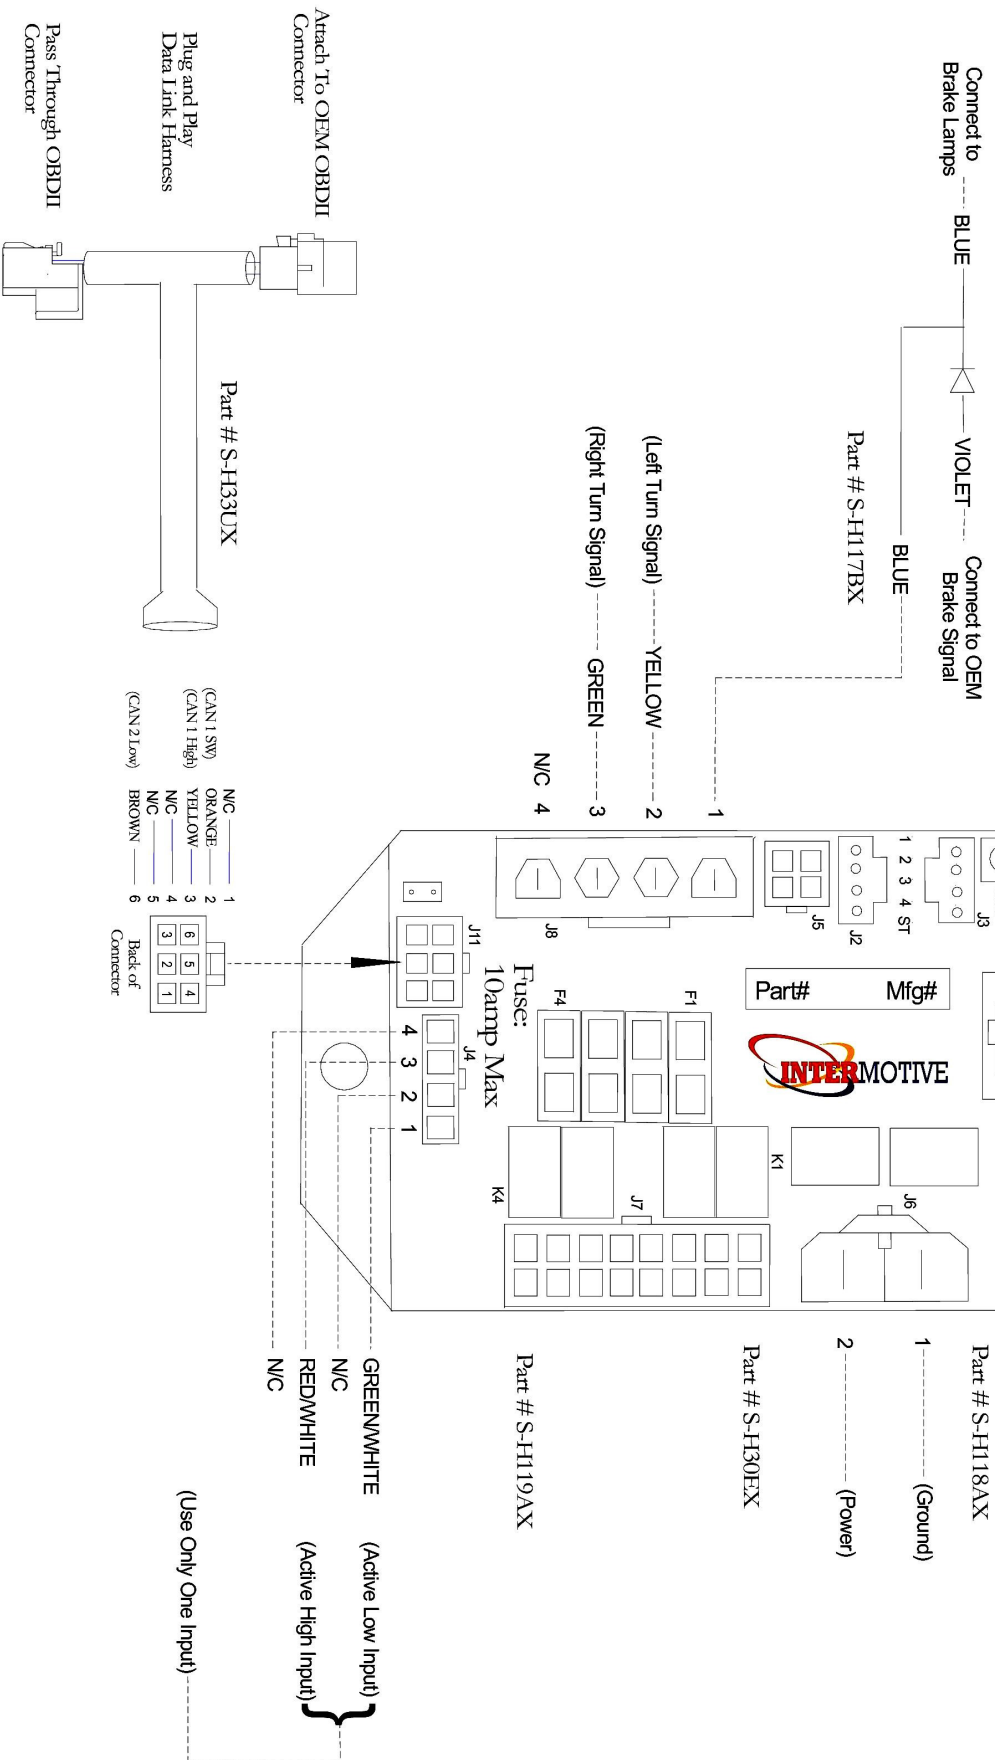 Connect to
Brake Lamps
BLUE
VIOLET
Connect to OEM
Brake Signal
BLUE
Part # S-H117BX
(Left Turn Signal)
YELLOW
(Right Turn Signal)
GREEN
1
2
3
N/C 4
Attach To OEM OBDII
Connector
Plug and Play
Data Link Harness
Pass Through OBDII
Connector
Part # S-H33UX
N/C
1
(CAN 1 SW)
ORANGE
2
(CAN 1 High)
YELLOW
3
N/C
4
N/C
5
(CAN 2 Low)
BROWN
6
6 5 4
3 2 1
Back of
Connector
J3
1 2 3 4 ST
J2
J5
J8
J11
Part#
Mfg#
INTERMOTIVE
Fuse:
10amp Max
F1
F4
J4
4 3 2 1
K1
K4
J6
J7
Part # S-H118AX
1
(Ground)
2
(Power)
Part # S-H30EX
Part # S-H119AX
GREEN/WHITE
(Active Low Input)
N/C
RED/WHITE
(Active High Input)
N/C
(Use Only One Input)